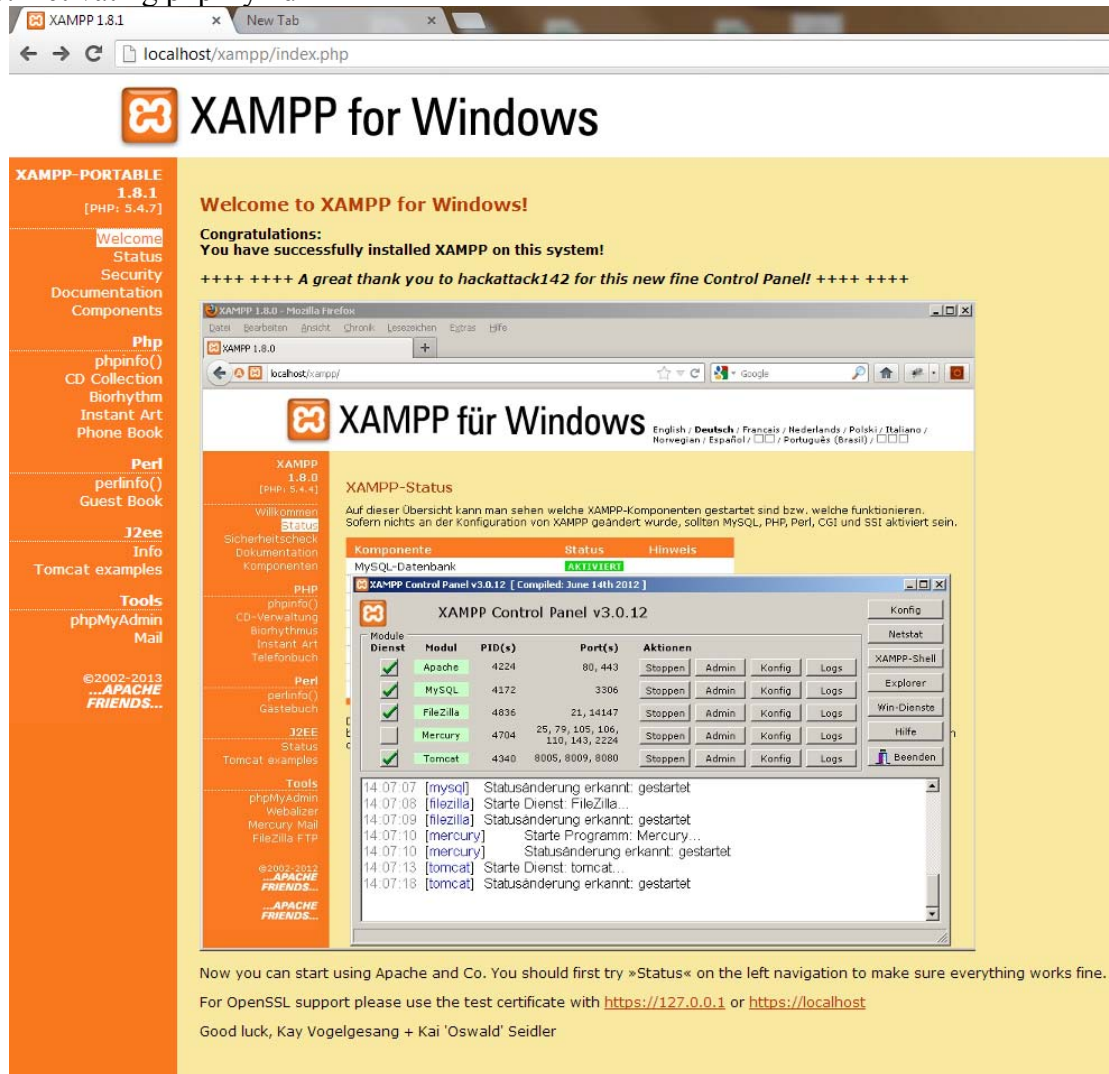 XAMPP 1.8.1
New Tab
localhost/xampp/index.php
XAMPP for Windows
XAMPP-PORTABLE
1.8.1
[PHP: 5.4.7]
Welcome
Status
Security
Documentation
Components
Php
phpinfo()
CD Collection
Biorhythm
Instant Art
Phone Book
Perl
perlinfo()
Guest Book
J2ee
Info
Tomcat examples
Tools
phpMyAdmin
Mail
©2002-2013
...APACHE
FRIENDS...
Welcome to XAMPP for Windows!
Congratulations:
You have successfully installed XAMPP on this system!
++++ ++++ A great thank you to hackattack142 for this new fine Control Panel! ++++ ++++
XAMPP 1.8.0 - Mozilla Firefox
Datei Bearbeiten Ansicht Chronik Lesezeichen Extras Hilfe
XAMPP 1.8.0
localhost/xampp/
Google
XAMPP für Windows
English / Deutsch / Francais / Nederlands / Polski / Italiano /
Norwegian / Español / / Português (Brasil) /
XAMPP
1.8.0
[PHP: 5.4.4]
Willkommen
Status
Sicherheitscheck
Dokumentation
Komponenten
PHP
phpinfo()
CD-Verwaltung
Biorhythmus
Instant Art
Telefonbuch
Perl
perlinfo()
Gästebuch
J2EE
Status
Tomcat examples
Tools
phpMyAdmin
Webalizer
Mercury Mail
FileZilla FTP
©2002-2012
...APACHE
FRIENDS...
...APACHE
FRIENDS...
XAMPP-Status
Auf dieser Übersicht kann man sehen welche XAMPP-Komponenten gestartet sind bzw. welche funktionieren.
Sofern nichts an der Konfiguration von XAMPP geändert wurde, sollten MySQL, PHP, Perl, CGI und SSI aktiviert sein.
Komponente Status Hinweis
MySQL-Datenbank AKTIVIERT
XAMPP Control Panel v3.0.12 [ Compiled: June 14th 2012 ]
XAMPP Control Panel v3.0.12
Konfig
Netstat
XAMPP-Shell
Explorer
Win-Dienste
Hilfe
Beenden
Module
Dienst Modul PID(s) Port(s) Aktionen
Apache 4224 80, 443 Stoppen Admin Konfig Logs
MySQL 4172 3306 Stoppen Admin Konfig Logs
FileZilla 4836 21, 14147 Stoppen Admin Konfig Logs
Mercury 4704 25, 79, 105, 106, 110, 143, 2224 Stoppen Admin Konfig Logs
Tomcat 4340 8005, 8009, 8080 Stoppen Admin Konfig Logs
14:07:07 [mysql] Statusänderung erkannt: gestartet
14:07:08 [filezilla] Starte Dienst: FileZilla...
14:07:09 [filezilla] Statusänderung erkannt: gestartet
14:07:10 [mercury] Starte Programm: Mercury...
14:07:10 [mercury] Statusänderung erkannt: gestartet
14:07:13 [tomcat] Starte Dienst: tomcat...
14:07:18 [tomcat] Statusänderung erkannt: gestartet
Now you can start using Apache and Co. You should first try »Status« on the left navigation to make sure everything works fine.
For OpenSSL support please use the test certificate with https://127.0.0.1 or https://localhost
Good luck, Kay Vogelgesang + Kai 'Oswald' Seidler